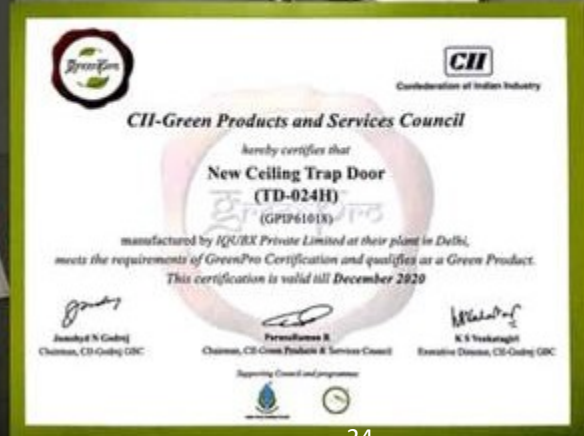 GreenPro
CII
Confederation of Indian Industry
CII-Green Products and Services Council
hereby certifies that
New Ceiling Trap Door
(TD-024H)
GreenPro
(GPIP61018)
manufactured by IQUBX Private Limited at their plant in Delhi,
meets the requirements of GreenPro Certification and qualifies as a Green Product.
This certification is valid till December 2020
Jamshyd N Godrej
Chairman, CII-Godrej GBC
Chairman, CII-Green Products & Services Council
K S Venkatagiri
Executive Director, CII-Godrej GBC
Supporting Council and programmes
24